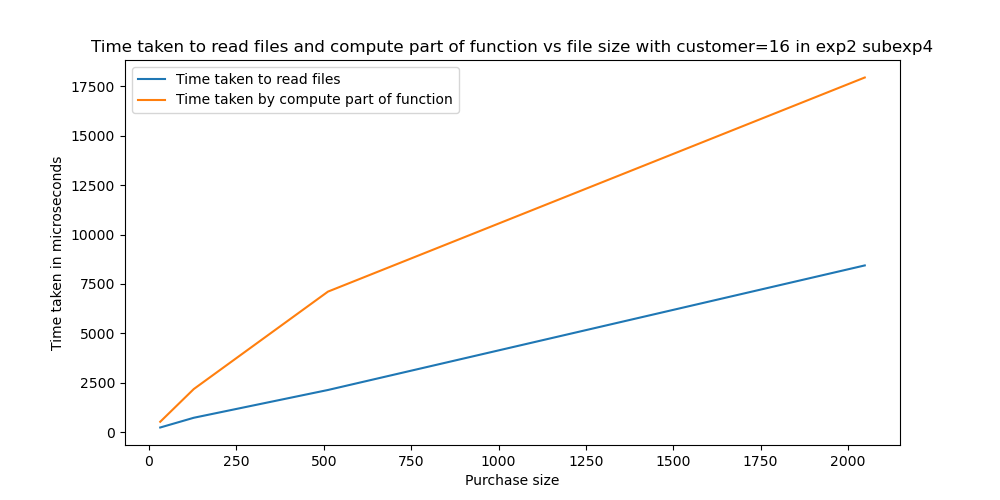 Time taken to read files and compute part of function vs file size with customer=16 in exp2 subexp4
Time taken to read files
Time taken by compute part of function
17500
15000
12500
10000
7500
5000
2500
0
Time taken in microseconds
0 250 500 750 1000 1250 1500 1750 2000
Purchase size